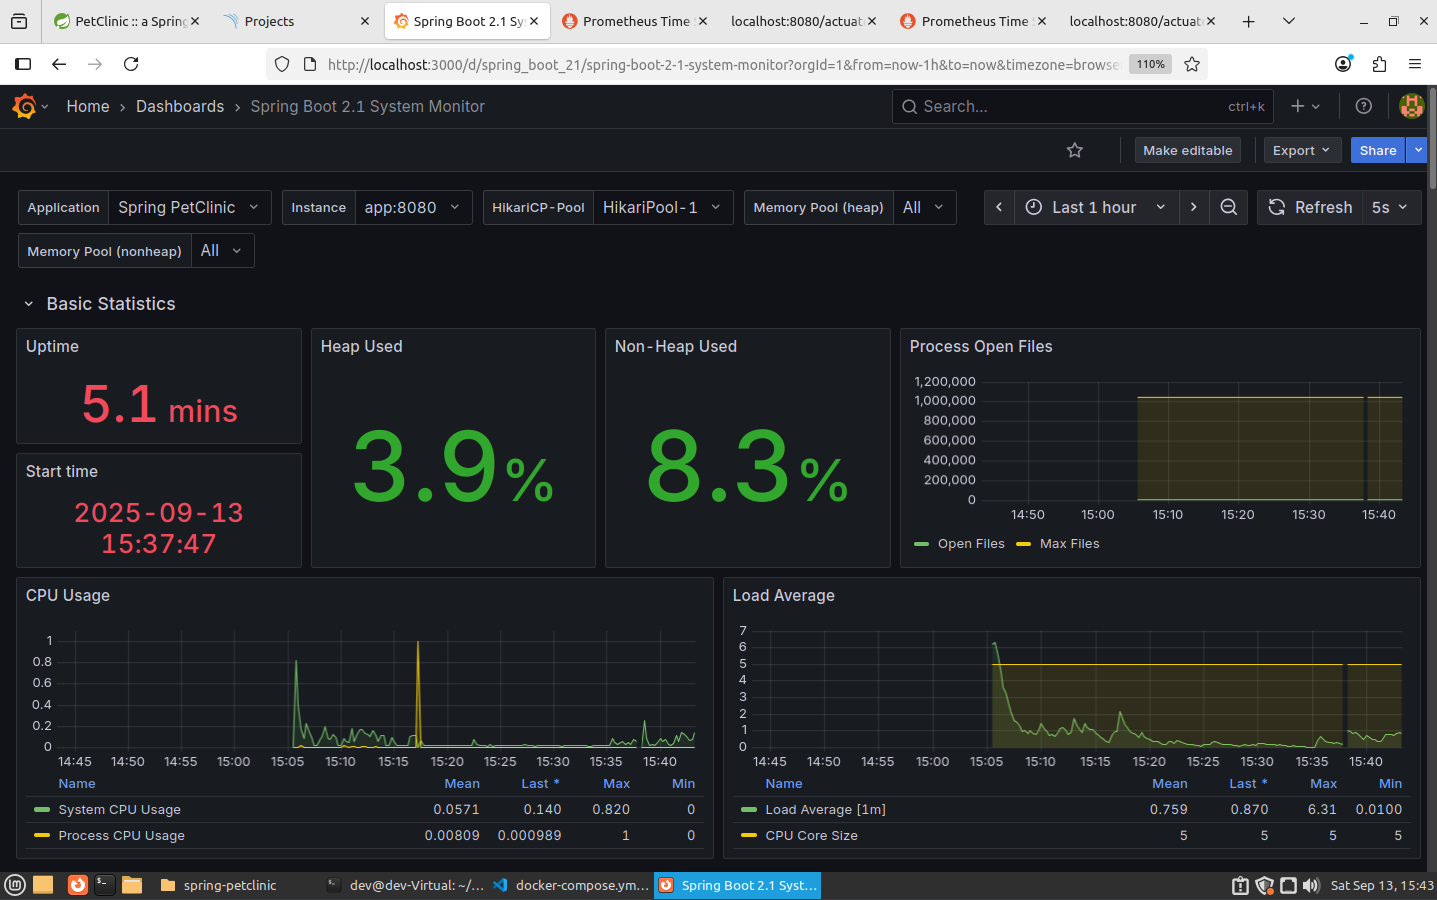 PetClinic :: a Spring
Projects
Spring Boot 2.1 Sy
Prometheus Time
localhost:8080/actuat
Prometheus Time
localhost:8080/actuat
http://localhost:3000/d/spring_boot_21/spring-boot-2-1-system-monitor?orgId=1&from=now-1h&to=now&timezone=browse
110%
Home › Dashboards › Spring Boot 2.1 System Monitor
Search...
ctrl+k
Make editable
Export
Share
Application
Spring PetClinic
Instance
app:8080
HikariCP-Pool
HikariPool-1
Memory Pool (heap)
All
Last 1 hour
Refresh
5s
Memory Pool (nonheap)
All
Basic Statistics
Uptime
5.1 mins
Start time
2025-09-13
15:37:47
Heap Used
3.9%
Non-Heap Used
8.3%
Process Open Files
1,200,000
1,000,000
800,000
600,000
400,000
200,000
0
14:50 15:00 15:10 15:20 15:30 15:40
Open Files Max Files
CPU Usage
1
0.8
0.6
0.4
0.2
0
14:45 14:50 14:55 15:00 15:05 15:10 15:15 15:20 15:25 15:30 15:35 15:40
Name Mean Last * Max Min
System CPU Usage 0.0571 0.140 0.820 0
Process CPU Usage 0.00809 0.000989 1 0
Load Average
7
6
5
4
3
2
1
0
14:45 14:50 14:55 15:00 15:05 15:10 15:15 15:20 15:25 15:30 15:35 15:40
Name Mean Last * Max Min
Load Average [1m] 0.759 0.870 6.31 0.0100
CPU Core Size 5 5 5 5
spring-petclinic
dev@dev-Virtual: ~/...
docker-compose.ym...
Spring Boot 2.1 Syst...
Sat Sep 13, 15:43